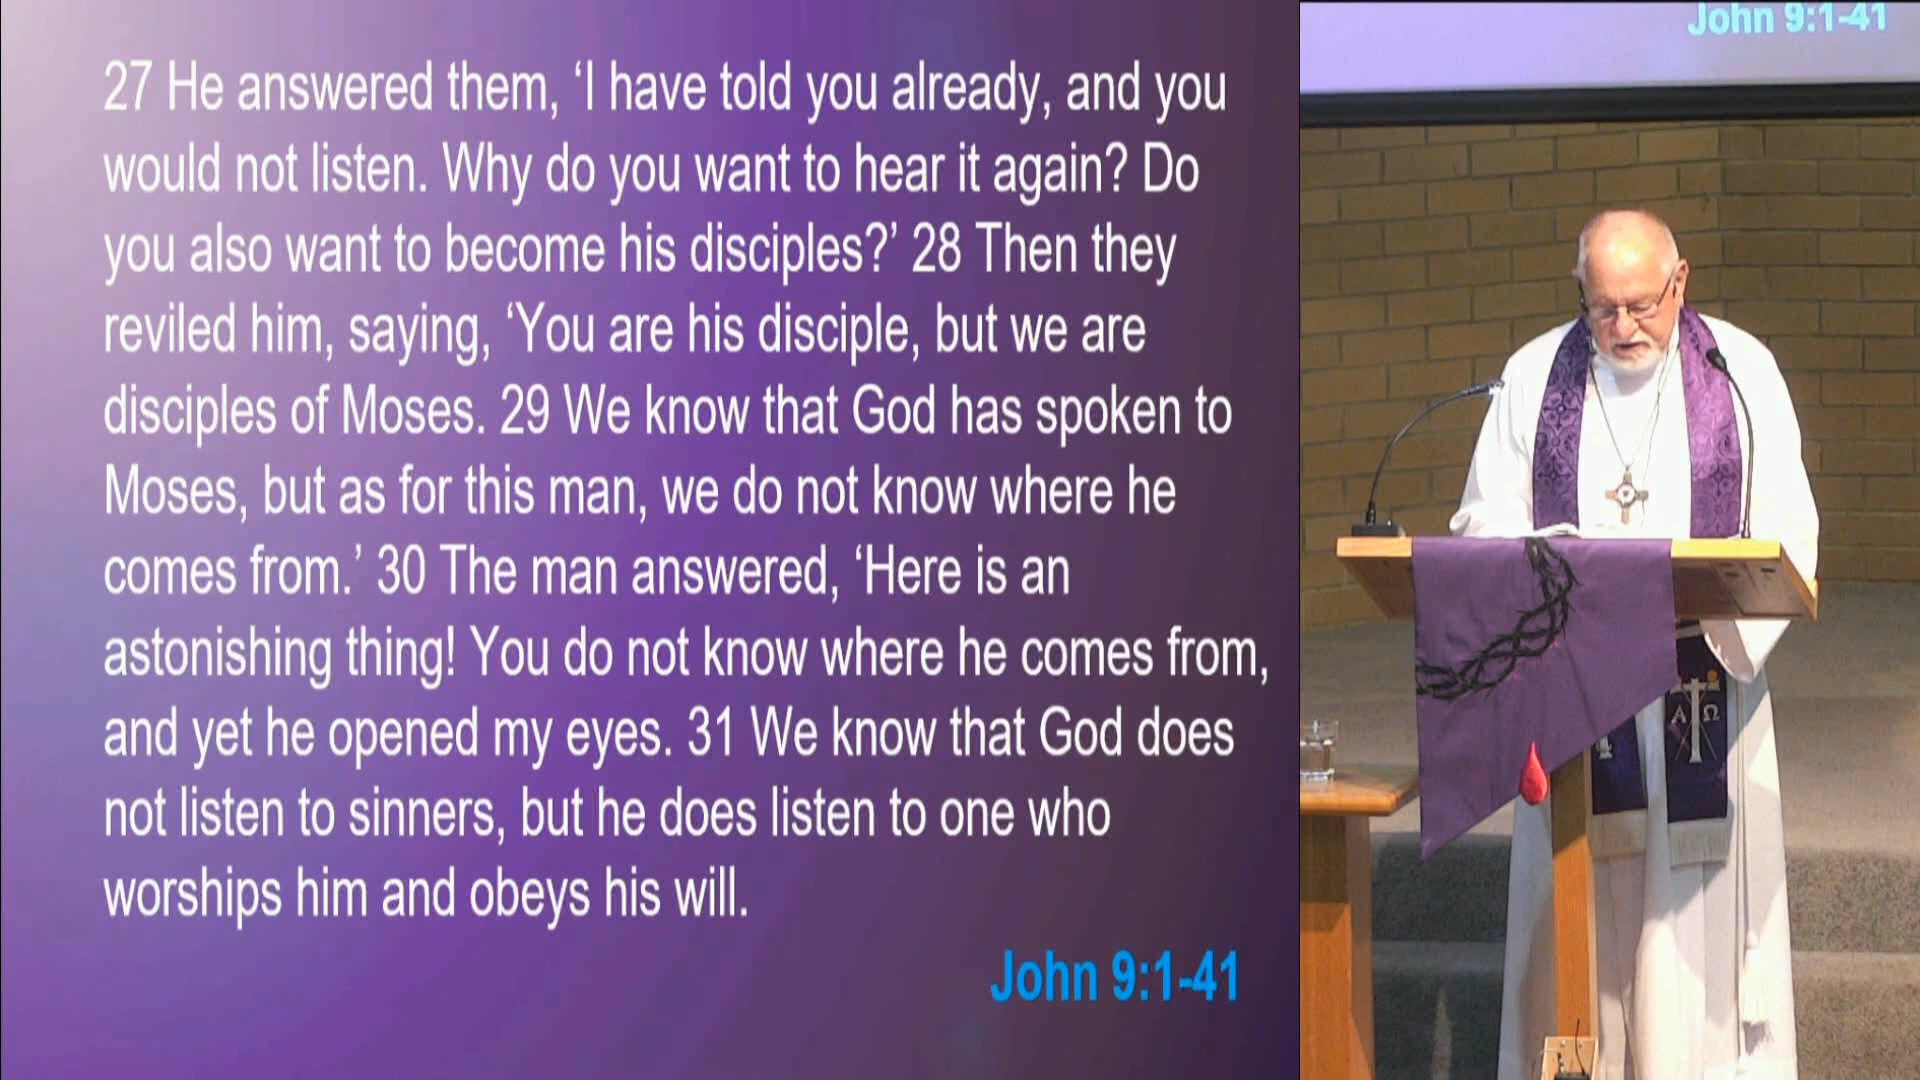 27 He answered them, ‘I have told you already, and you
would not listen. Why do you want to hear it again? Do
you also want to become his disciples?’ 28 Then they
reviled him, saying, ‘You are his disciple, but we are
disciples of Moses. 29 We know that God has spoken to
Moses, but as for this man, we do not know where he
comes from.’ 30 The man answered, ‘Here is an
astonishing thing! You do not know where he comes from,
and yet he opened my eyes. 31 We know that God does
not listen to sinners, but he does listen to one who
worships him and obeys his will.
John 9:1-41
John 9:1-41
Α Ω